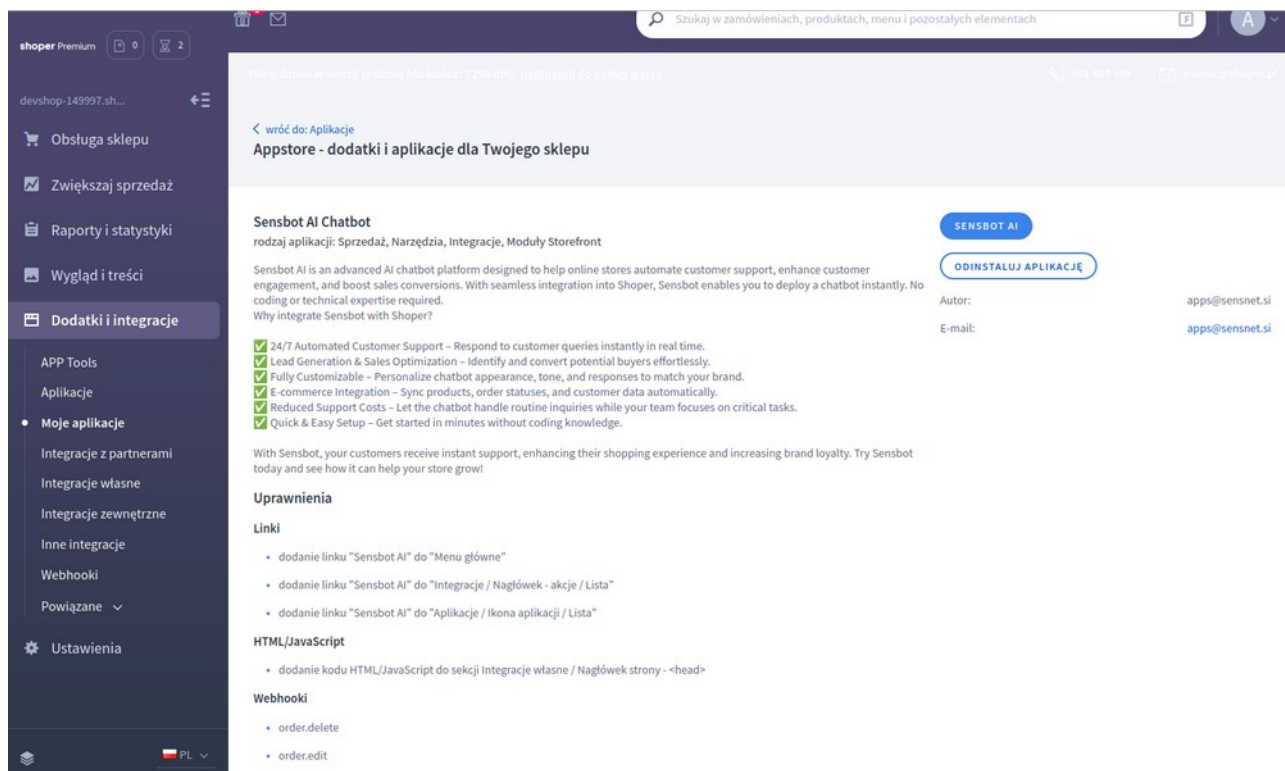 Szukaj w zamówieniach, produktach, menu i pozostałych elementach
F
A
shoper Premium
0
2
devshop-149997.sh...
Obsługa sklepu
Zwiększaj sprzedaż
Raporty i statystyki
Wygląd i treści
Dodatki i integracje
APP Tools
Aplikacje
Moje aplikacje
Integracje z partnerami
Integracje własne
Integracje zewnętrzne
Inne integracje
Webhooki
Powiązane
Ustawienia
PL
wróć do: Aplikacje
Appstore - dodatki i aplikacje dla Twojego sklepu
Sensbot AI Chatbot
rodzaj aplikacji: Sprzedaż, Narzędzia, Integracje, Moduły Storefront
Sensbot AI is an advanced AI chatbot platform designed to help online stores automate customer support, enhance customer
engagement, and boost sales conversions. With seamless integration into Shoper, Sensbot enables you to deploy a chatbot instantly. No
coding or technical expertise required.
Why integrate Sensbot with Shoper?
✅ 24/7 Automated Customer Support – Respond to customer queries instantly in real time.
✅ Lead Generation & Sales Optimization – Identify and convert potential buyers effortlessly.
✅ Fully Customizable – Personalize chatbot appearance, tone, and responses to match your brand.
✅ E-commerce Integration – Sync products, order statuses, and customer data automatically.
✅ Reduced Support Costs – Let the chatbot handle routine inquiries while your team focuses on critical tasks.
✅ Quick & Easy Setup – Get started in minutes without coding knowledge.
With Sensbot, your customers receive instant support, enhancing their shopping experience and increasing brand loyalty. Try Sensbot
today and see how it can help your store grow!
Uprawnienia
Linki
• dodanie linku "Sensbot AI" do "Menu główne"
• dodanie linku "Sensbot AI" do "Integracje / Nagłówek - akcje / Lista"
• dodanie linku "Sensbot AI" do "Aplikacje / Ikona aplikacji / Lista"
HTML/JavaScript
• dodanie kodu HTML/JavaScript do sekcji Integracje własne / Nagłówek strony - <head>
Webhooki
• order.delete
• order.edit
SENSBOT AI
ODINSTALUJ APLIKACJĘ
Autor: apps@sensnet.si
E-mail: apps@sensnet.si